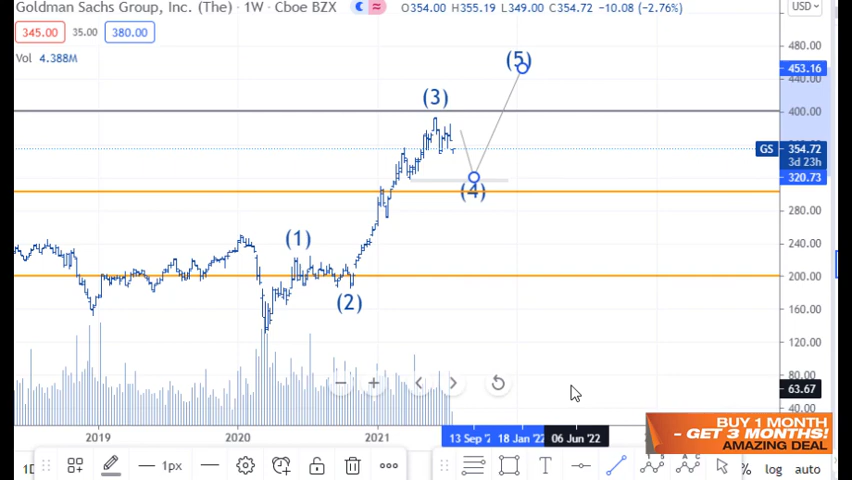 Goldman Sachs Group, Inc. (The) · 1W · Cboe BZX O354.00 H355.19 L349.00 C354.72 −10.08 (−2.76%) USD
345.00 35.00 380.00
Vol 4.388M
480.00
453.16
440.00
400.00
GS 354.72
3d 23h
320.73
280.00
240.00
200.00
160.00
120.00
80.00
63.67
40.00
(5)
(3)
(4)
(1)
(2)
2019 2020 2021 13 Sep '2 18 Jan '22 06 Jun '22
BUY 1 MONTH
- GET 3 MONTHS!
AMAZING DEAL
1D 1px T % log auto